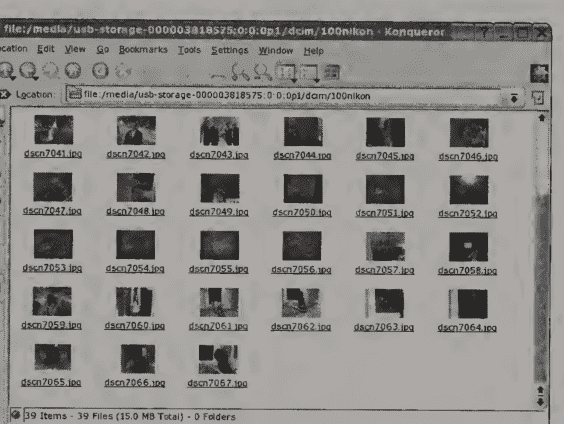 file:/media/usb-storage-000003818575:0:0:0p1/dcim/100nikon - Konqueror
ocation Edit View Go Bookmarks Tools Settings Window Help
Location: file:/media/usb-storage-000003818575:0:0:0p1/dcim/100nikon
dscn7041.jpg dscn7042.jpg dscn7043.jpg dscn7044.jpg dscn7045.jpg dscn7046.jpg
dscn7047.jpg dscn7048.jpg dscn7049.jpg dscn7050.jpg dscn7051.jpg dscn7052.jpg
dscn7053.jpg dscn7054.jpg dscn7055.jpg dscn7056.jpg dscn7057.jpg dscn7058.jpg
dscn7059.jpg dscn7060.jpg dscn7061.jpg dscn7062.jpg dscn7063.jpg dscn7064.jpg
dscn7065.jpg dscn7066.jpg dscn7067.jpg
39 Items - 39 Files (15.0 MB Total) - 0 Folders